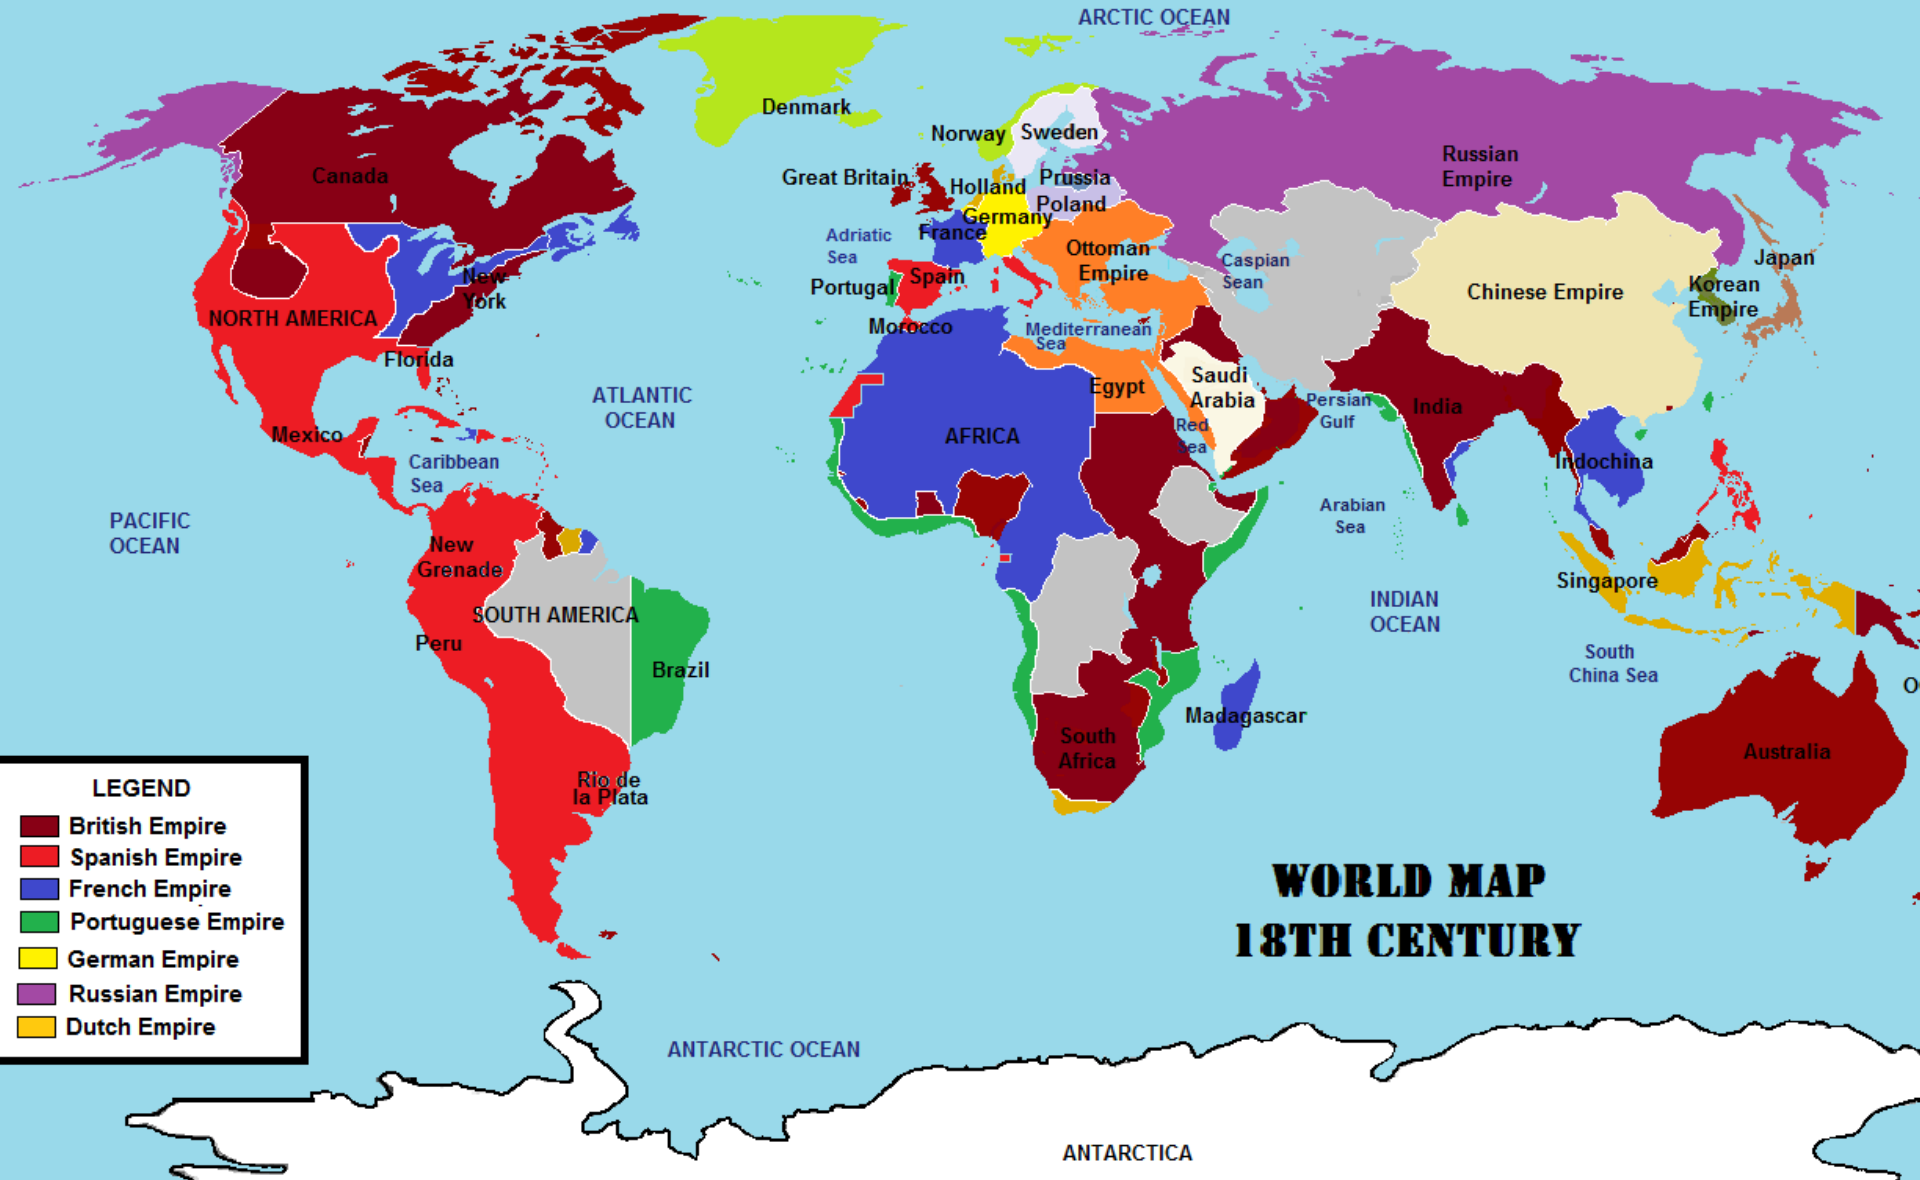 ARCTIC OCEAN
Denmark
Norway
Sweden
Russian
Empire
Canada
Great Britain
Holland
Prussia
Poland
Germany
France
Adriatic
Sea
Ottoman
Empire
Caspian
Sean
Japan
New
York
Spain
Portugal
Chinese Empire
Korean
Empire
NORTH AMERICA
Morocco
Mediterranean
Sea
Florida
Egypt
Saudi
Arabia
Persian
Gulf
India
ATLANTIC
OCEAN
Mexico
AFRICA
Red
Sea
Caribbean
Sea
Indochina
PACIFIC
OCEAN
Arabian
Sea
New
Grenade
Singapore
SOUTH AMERICA
INDIAN
OCEAN
Peru
Brazil
South
China Sea
O
Madagascar
South
Africa
Australia
Rio de
la Plata
LEGEND
British Empire
Spanish Empire
French Empire
Portuguese Empire
German Empire
Russian Empire
Dutch Empire
WORLD MAP
18TH CENTURY
ANTARCTIC OCEAN
ANTARCTICA